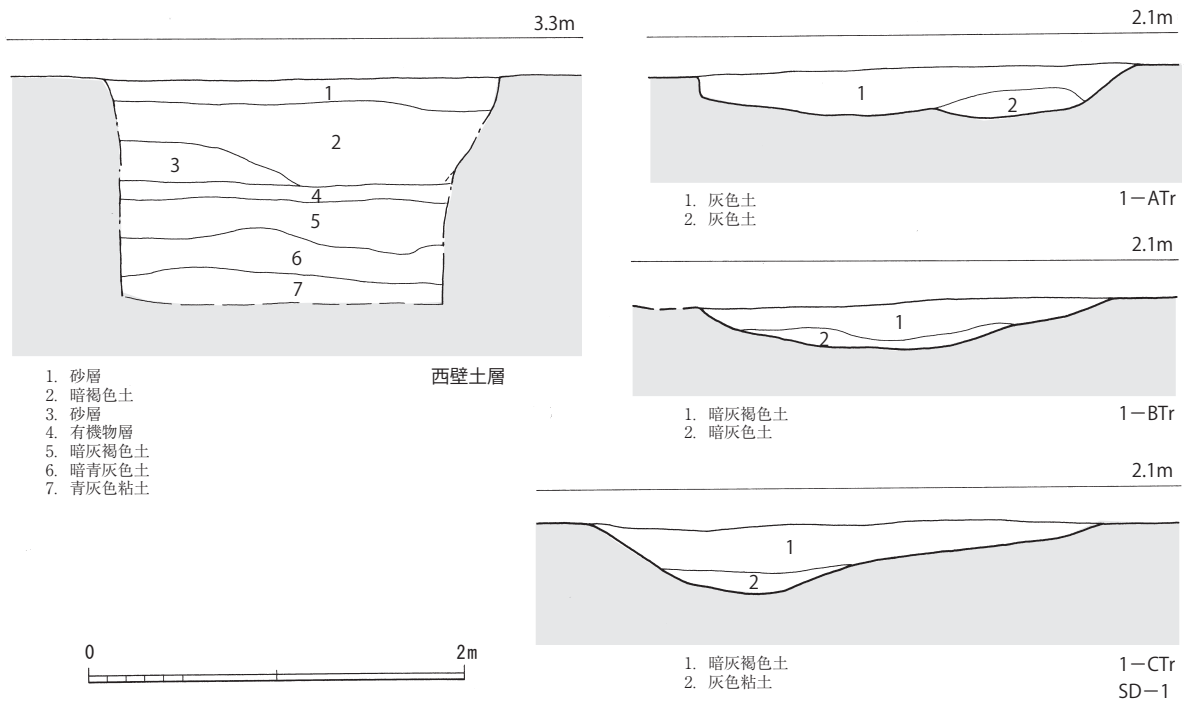 3.3m
1
2
3
4
5
6
7
1. 砂層
2. 暗褐色土
3. 砂層
4. 有機物層
5. 暗灰褐色土
6. 暗青灰色土
7. 青灰色粘土
西壁土層
0 2m
2.1m
1
2
1. 灰色土
2. 灰色土
1−ATr
2.1m
1
2
1. 暗灰褐色土
2. 暗灰色土
1−BTr
2.1m
1
2
1. 暗灰褐色土
2. 灰色粘土
1−CTr
SD−1